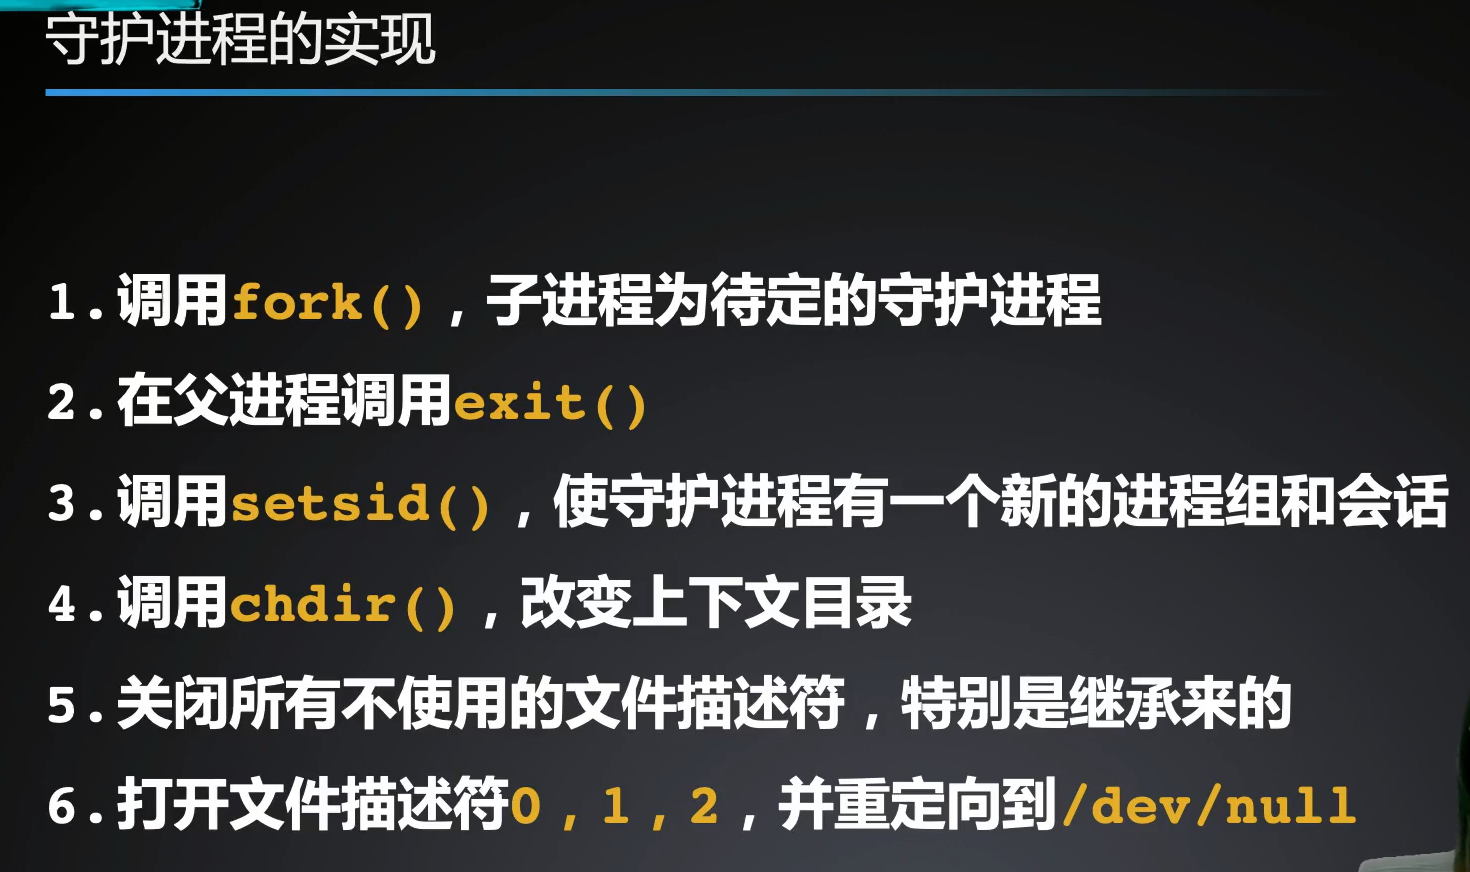 守护进程的实现
1.调用fork()，子进程为待定的守护进程
2.在父进程调用exit()
3.调用setsid()，使守护进程有一个新的进程组和会话
4.调用chdir()，改变上下文目录
5.关闭所有不使用的文件描述符，特别是继承来的
6.打开文件描述符0，1，2，并重定向到/dev/null